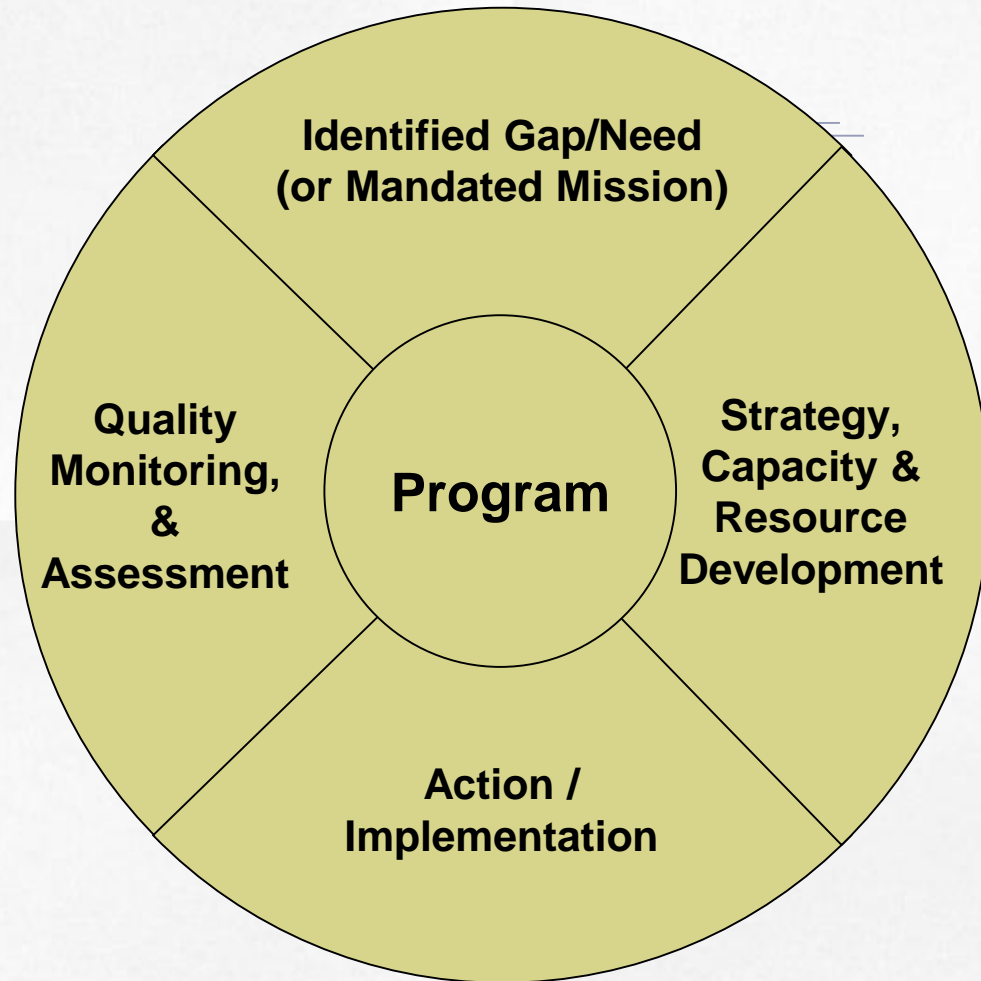 Identified Gap/Need
(or Mandated Mission)
Quality
Monitoring,
&
Assessment
Program
Strategy,
Capacity &
Resource
Development
Action /
Implementation